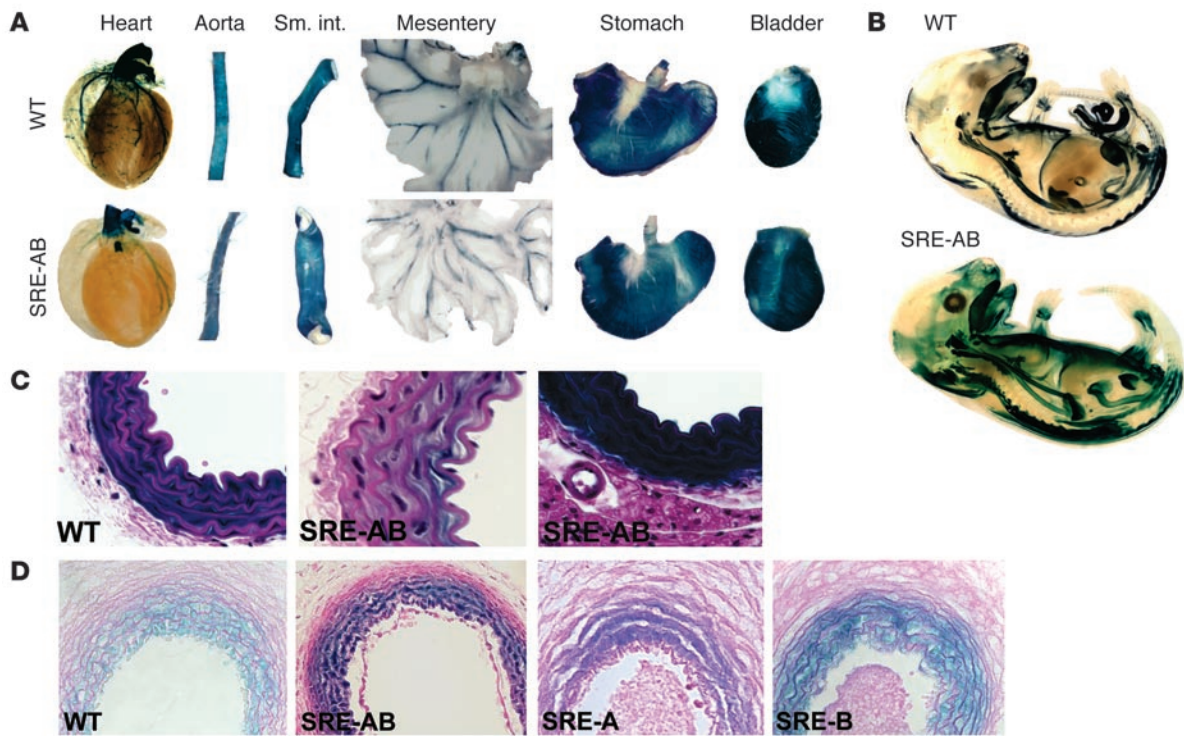 A Heart Aorta Sm. int. Mesentery Stomach Bladder
WT
SRE-AB
B WT
SRE-AB
C
WT SRE-AB SRE-AB
D
WT SRE-AB SRE-A SRE-B